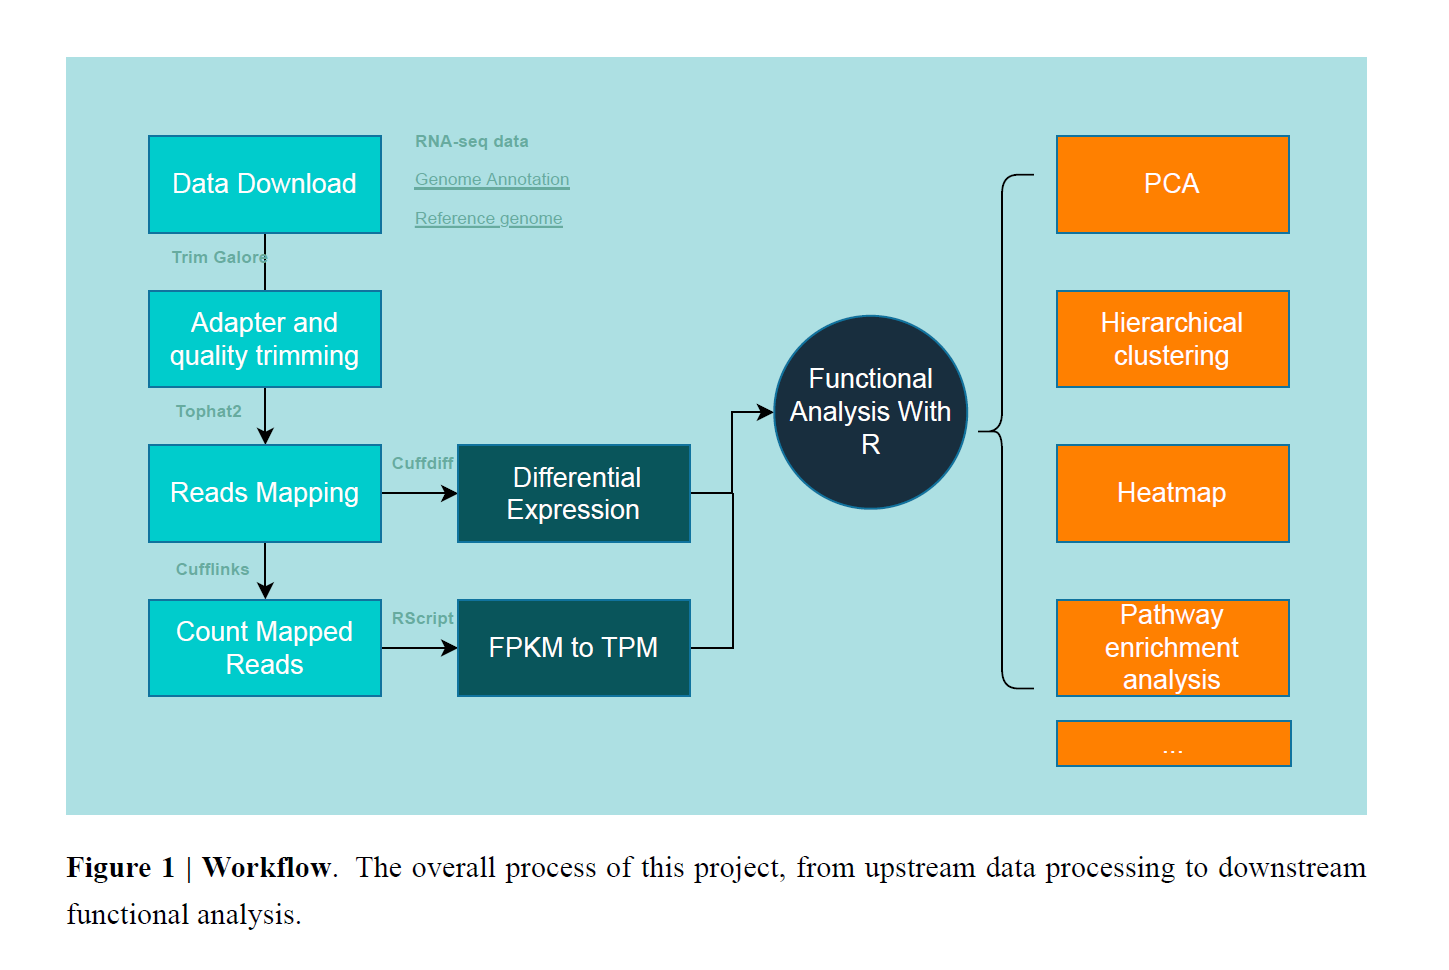 Data Download
RNA-seq data
Genome Annotation
Reference genome
Trim Galore
Adapter and
quality trimming
Tophat2
Reads Mapping
Cuffdiff
Differential
Expression
Cufflinks
Count Mapped
Reads
RScript
FPKM to TPM
Functional
Analysis With
R
PCA
Hierarchical
clustering
Heatmap
Pathway
enrichment
analysis
...
Figure 1 | Workflow. The overall process of this project, from upstream data processing to downstream
functional analysis.